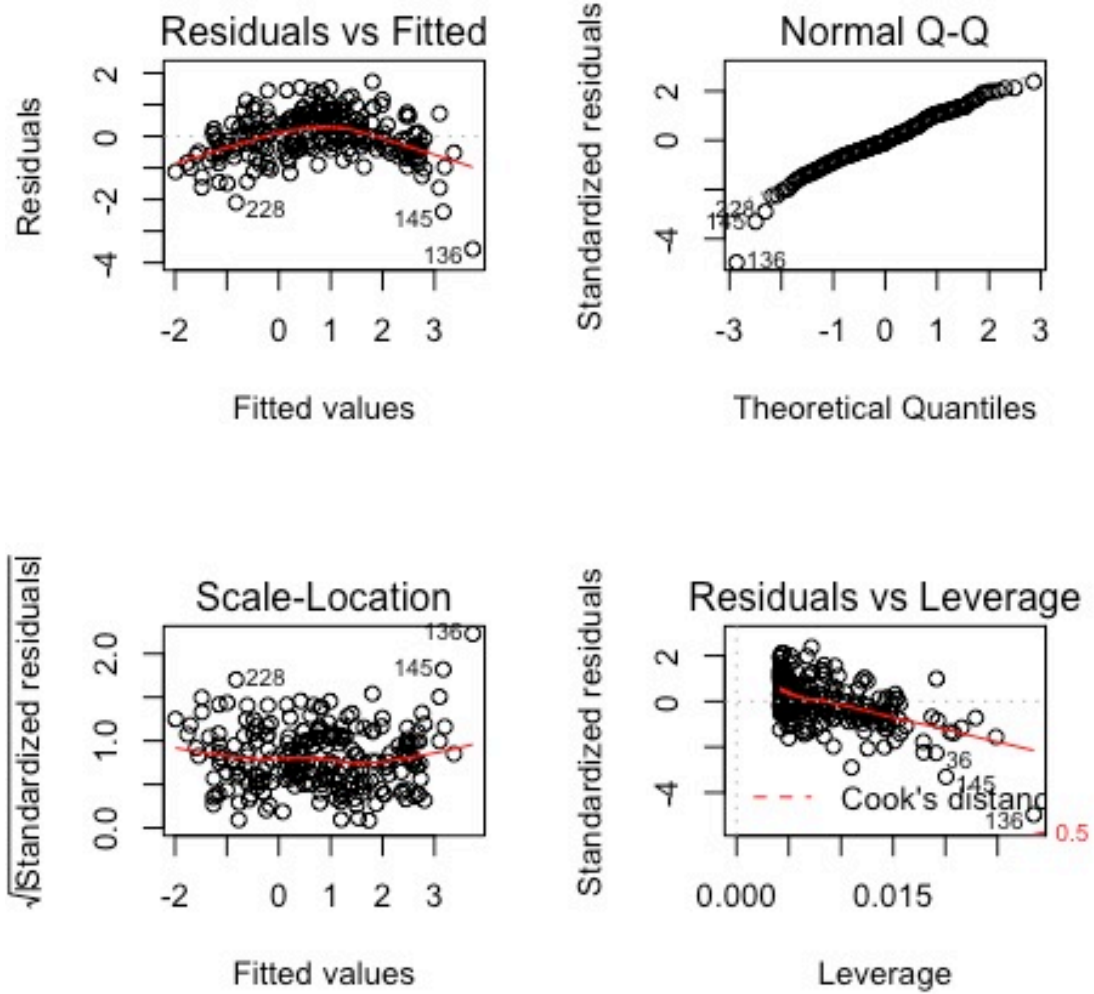 Residuals vs Fitted
Residuals
2
0
-2
-4
228
145
136
-2 0 1 2 3
Fitted values
Normal Q-Q
Standardized residuals
2
0
-4
228
145
136
-3 -1 0 1 2 3
Theoretical Quantiles
Scale-Location
√|Standardized residuals|
2.0
1.0
0.0
136
145
228
-2 0 1 2 3
Fitted values
Residuals vs Leverage
Standardized residuals
2
0
-4
36
145
Cook's distanc
136
0.5
0.000 0.015
Leverage